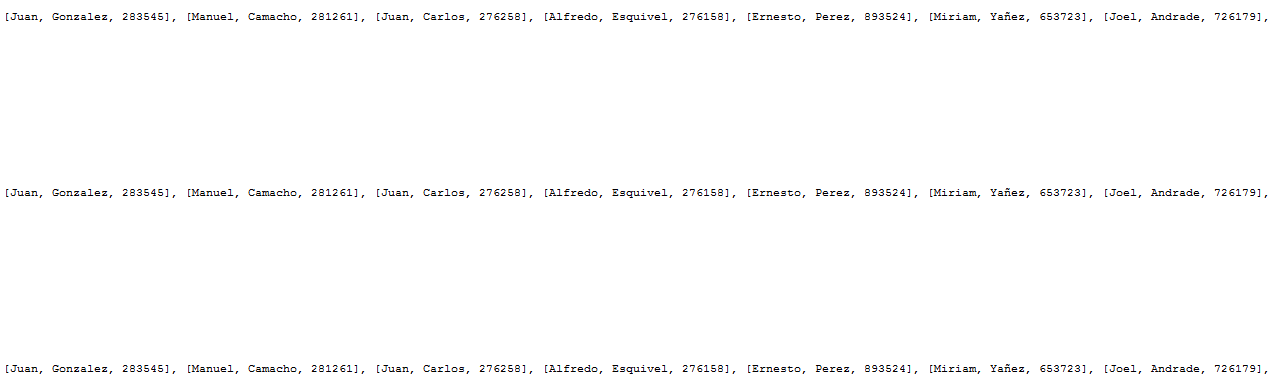 [Juan, Gonzalez, 283545], [Manuel, Camacho, 281261], [Juan, Carlos, 276258], [Alfredo, Esquivel, 276158], [Ernesto, Perez, 893524], [Miriam, Yañez, 653723], [Joel, Andrade, 726179],
[Juan, Gonzalez, 283545], [Manuel, Camacho, 281261], [Juan, Carlos, 276258], [Alfredo, Esquivel, 276158], [Ernesto, Perez, 893524], [Miriam, Yañez, 653723], [Joel, Andrade, 726179],
[Juan, Gonzalez, 283545], [Manuel, Camacho, 281261], [Juan, Carlos, 276258], [Alfredo, Esquivel, 276158], [Ernesto, Perez, 893524], [Miriam, Yañez, 653723], [Joel, Andrade, 726179],